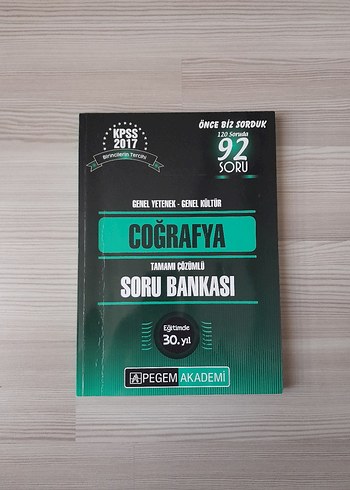 KPSS
2017
Birincilerin Tercihi
ÖNCE BİZ SORDUK
120 Soruda
92
SORU
GENEL YETENEK - GENEL KÜLTÜR
COĞRAFYA
TAMAMI ÇÖZÜMLÜ
SORU BANKASI
Eğitimde
30. yıl
PEGEM AKADEMİ